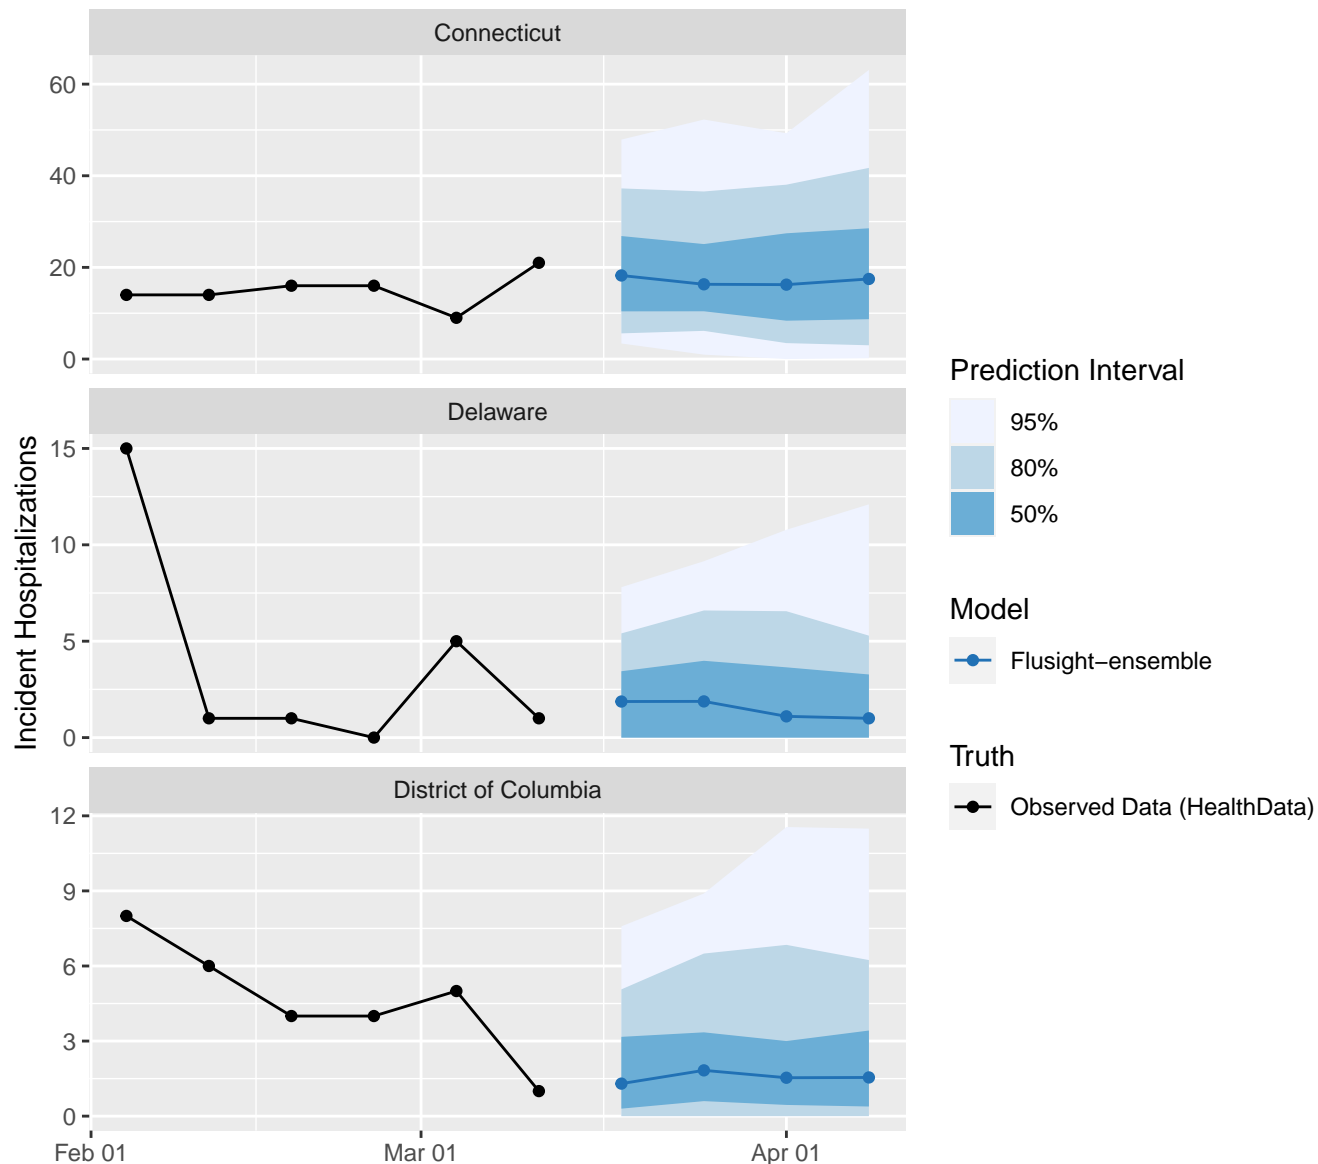 Connecticut
60
40
20
0
Delaware
15
10
5
0
District of Columbia
12
9
6
3
0
Feb 01
Mar 01
Apr 01
Incident Hospitalizations
Prediction Interval
95%
80%
50%
Model
Flusight−ensemble
Truth
Observed Data (HealthData)